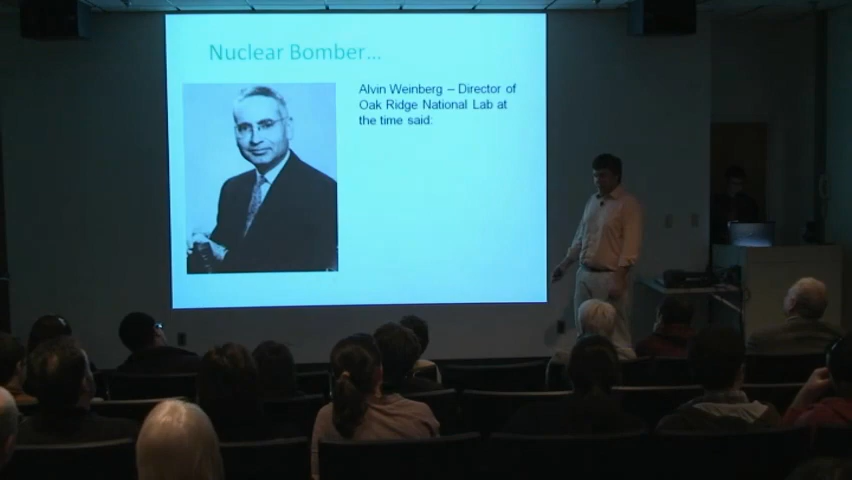 Nuclear Bomber...
Alvin Weinberg – Director of
Oak Ridge National Lab at
the time said: